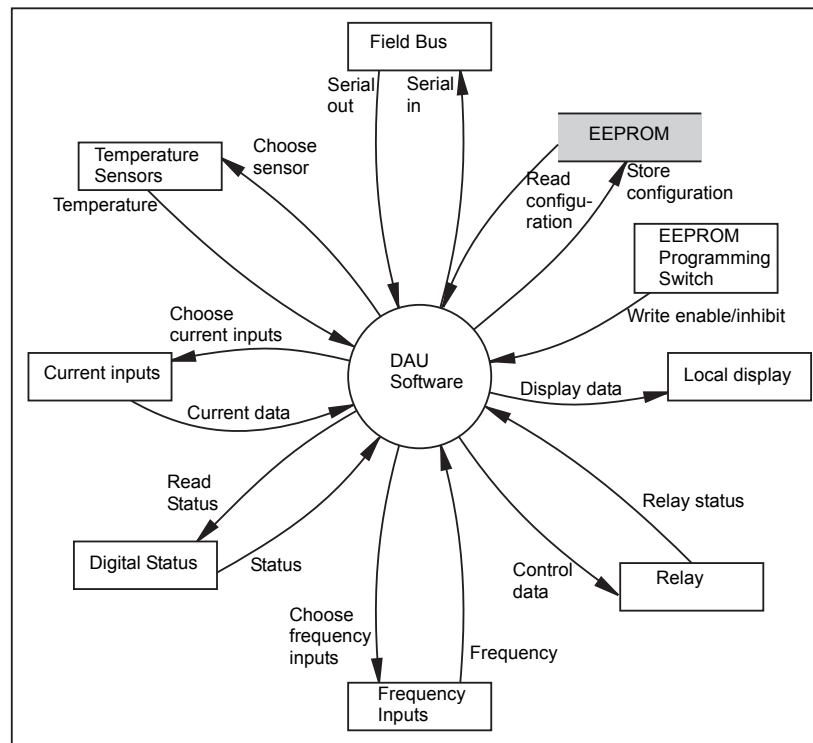 Field Bus
Serial
out
Serial
in
EEPROM
Choose
sensor
Temperature
Sensors
Temperature
Read
configu-
ration
Store
configuration
EEPROM
Programming
Switch
Write enable/inhibit
Choose
current inputs
Current inputs
Current data
DAU
Software
Display data
Local display
Read
Status
Digital Status
Status
Relay status
Control
data
Relay
Choose
frequency
inputs
Frequency
Frequency
Inputs